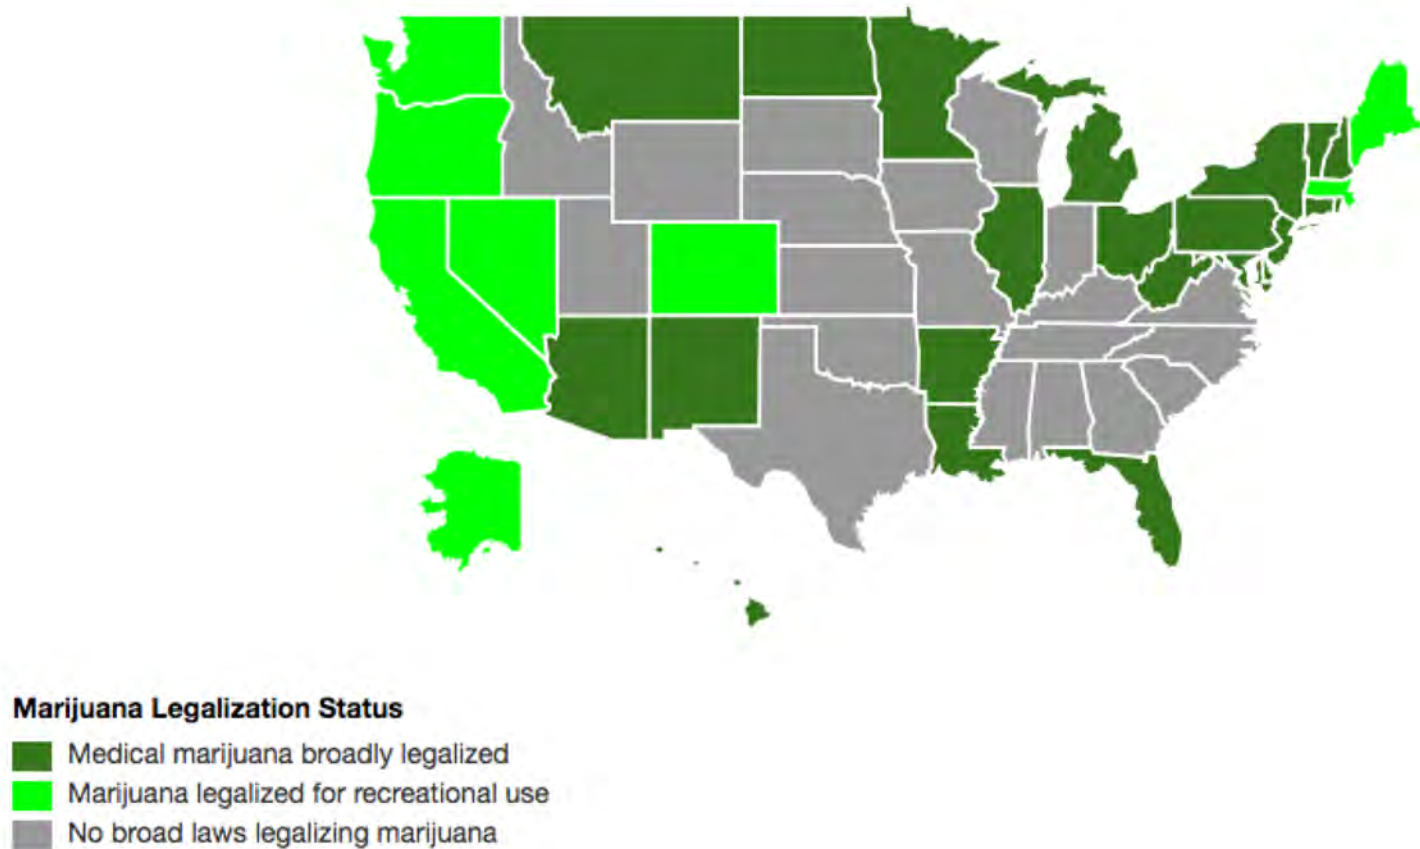 Marijuana Legalization Status
Medical marijuana broadly legalized
Marijuana legalized for recreational use
No broad laws legalizing marijuana